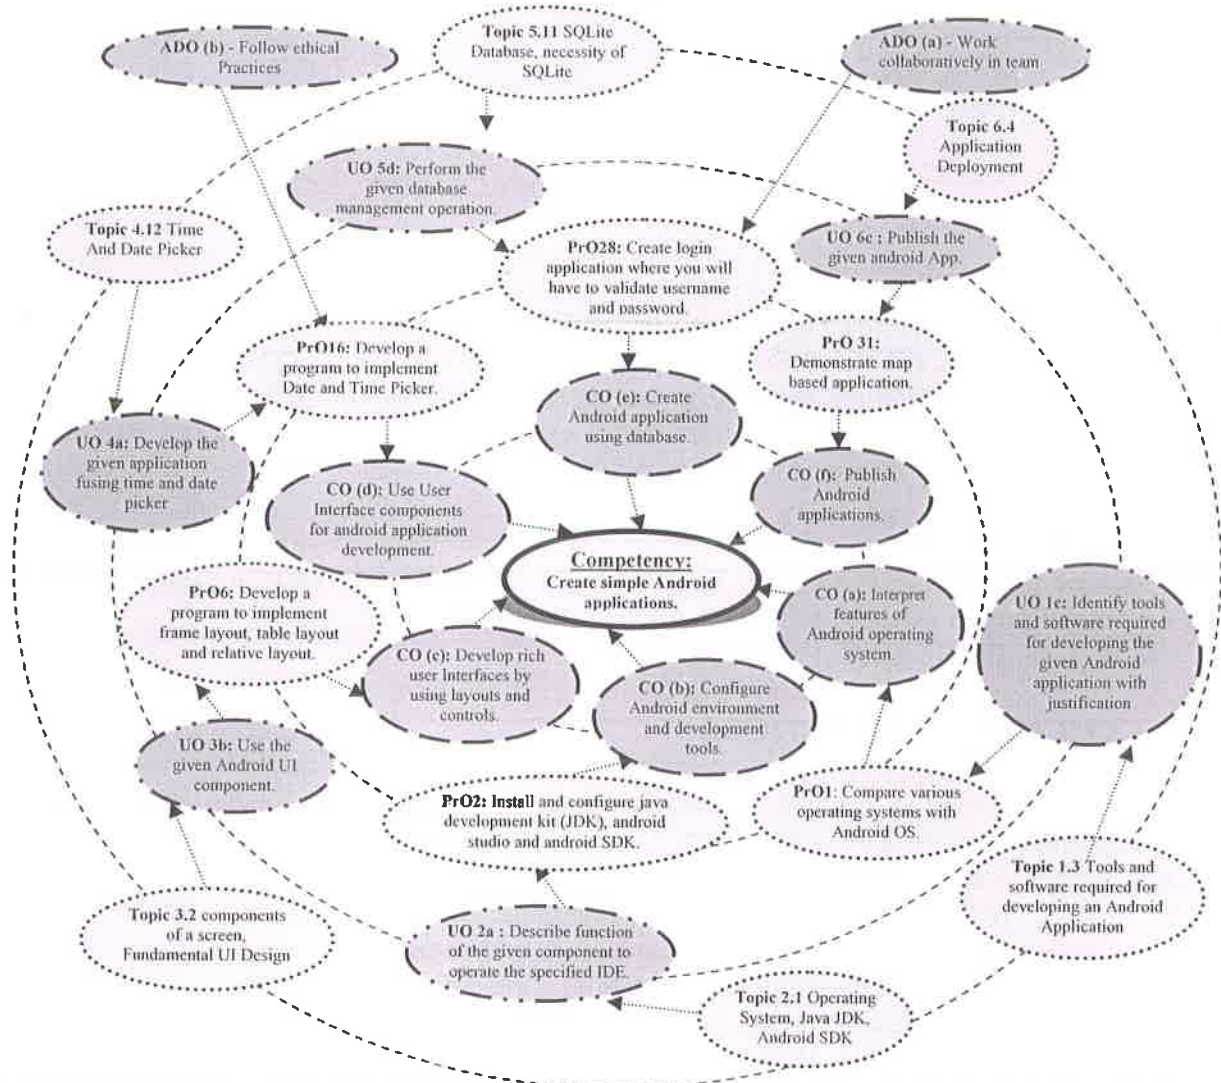 ADO (b) - Follow ethical
Practices
Topic 5.11 SQLite
Database, necessity of
SQLite
ADO (a) - Work
collaboratively in team
Topic 6.4
Application
Deployment
UO 5d: Perform the
given database
management operation.
Topic 4.12 Time
And Date Picker
PrO28: Create login
application where you will
have to validate username
and password.
UO 6c : Publish the
given android App.
PrO16: Develop a
program to implement
Date and Time Picker.
PrO 31:
Demonstrate map
based application.
CO (e): Create
Android application
using database.
UO 4a: Develop the
given application
fusing time and date
picker
CO (d): Use User
Interface components
for android application
development.
CO (f): Publish
Android
applications.
Competency:
Create simple Android
applications.
PrO6: Develop a
program to implement
frame layout, table layout
and relative layout.
CO (a): Interpret
features of
Android operating
system.
UO 1c: Identify tools
and software required
for developing the
given Android
application with
justification
CO (c): Develop rich
user Interfaces by
using layouts and
controls.
CO (b): Configure
Android environment
and development
tools.
UO 3b: Use the
given Android UI
component.
PrO2: Install and configure java
development kit (JDK), android
studio and android SDK.
PrO1: Compare various
operating systems with
Android OS.
Topic 1.3 Tools and
software required for
developing an Android
Application
Topic 3.2 components
of a screen,
Fundamental UI Design
UO 2a : Describe function
of the given component to
operate the specified IDE.
Topic 2.1 Operating
System, Java JDK,
Android SDK